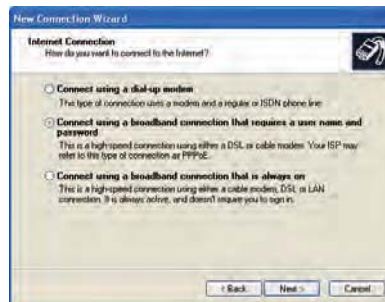 New Connection Wizard
Internet Connection
How do you want to connect to the Internet?
Connect using a dial-up modem
This type of connection uses a modem and a regular or ISDN phone line.
Connect using a broadband connection that requires a user name and
password
This is a high-speed connection using either a DSL or cable modem. Your ISP may
refer to this type of connection as PPPoE.
Connect using a broadband connection that is always on
This is a high-speed connection using either a cable modem, DSL or LAN
connection. It is always active, and doesn't require you to sign in.
< Back Next > Cancel